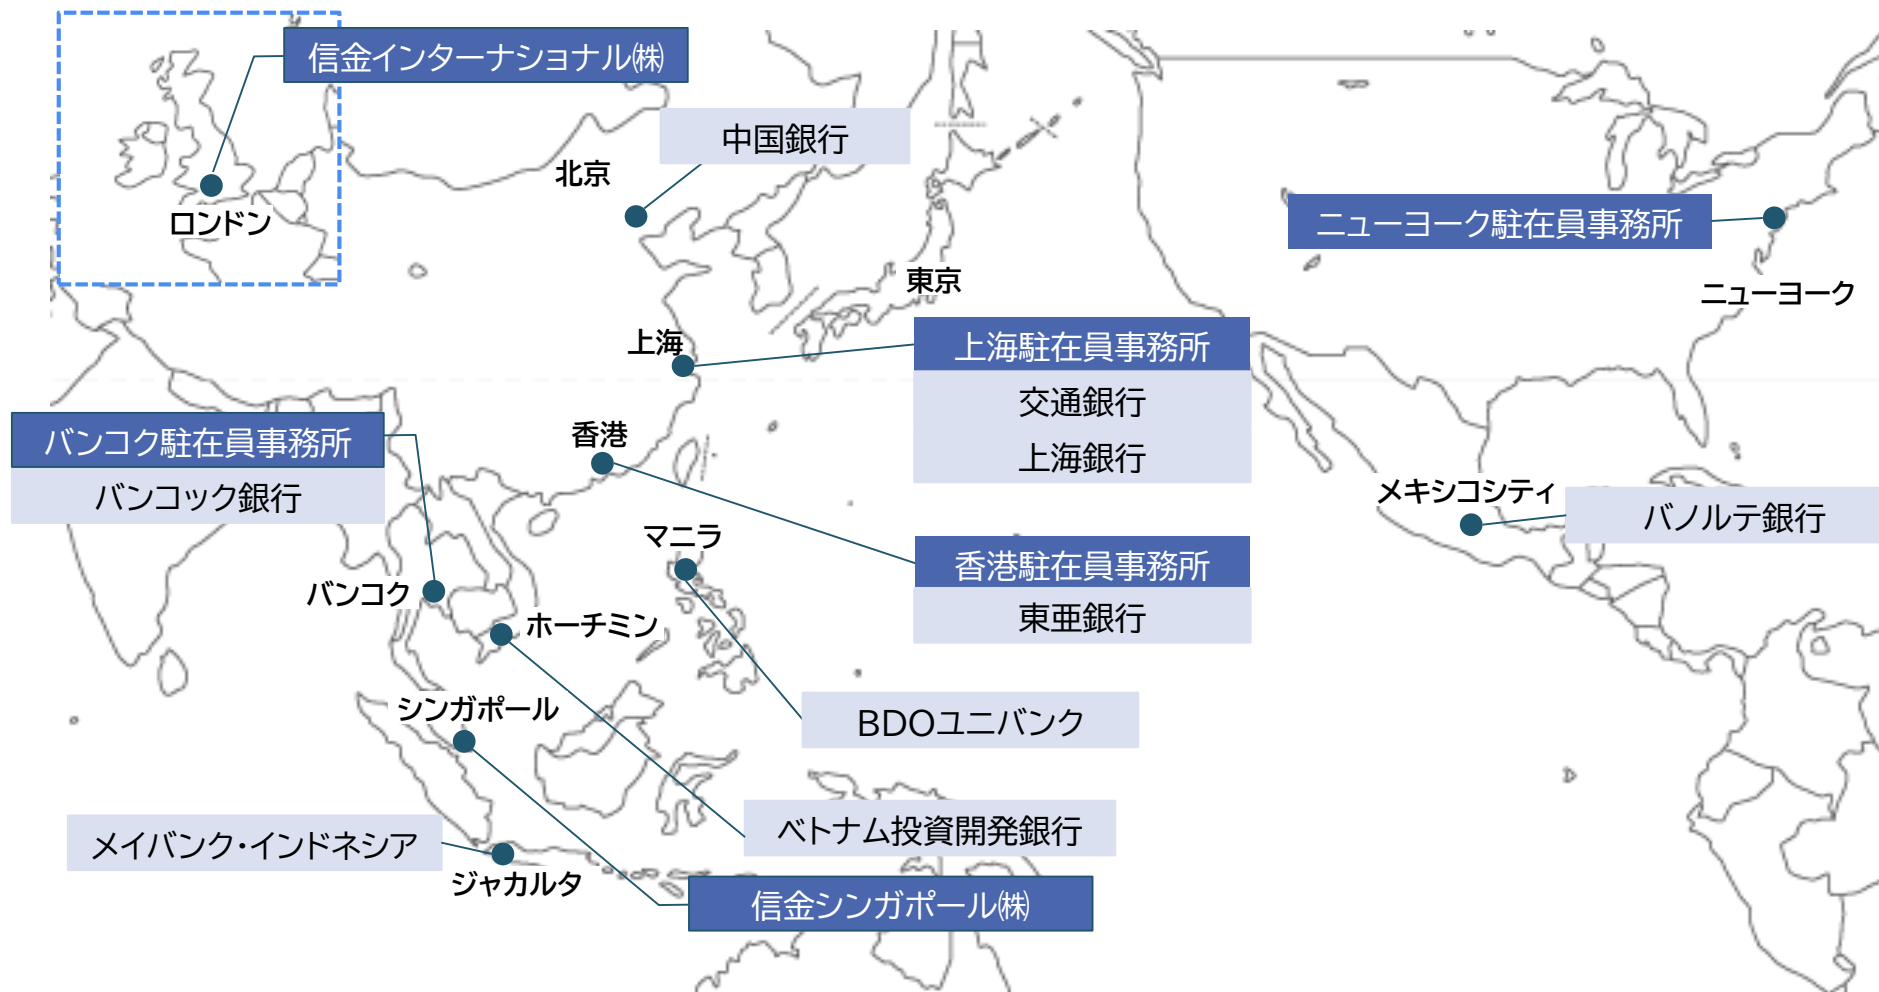 信金インターナショナル㈱
ロンドン
中国銀行
北京
東京
ニューヨーク駐在員事務所
ニューヨーク
上海
上海駐在員事務所
交通銀行
上海銀行
バンコク駐在員事務所
バンコック銀行
香港
香港駐在員事務所
東亜銀行
メキシコシティ
バノルテ銀行
マニラ
バンコク
ホーチミン
シンガポール
BDOユニバンク
ベトナム投資開発銀行
メイバンク・インドネシア
ジャカルタ
信金シンガポール㈱